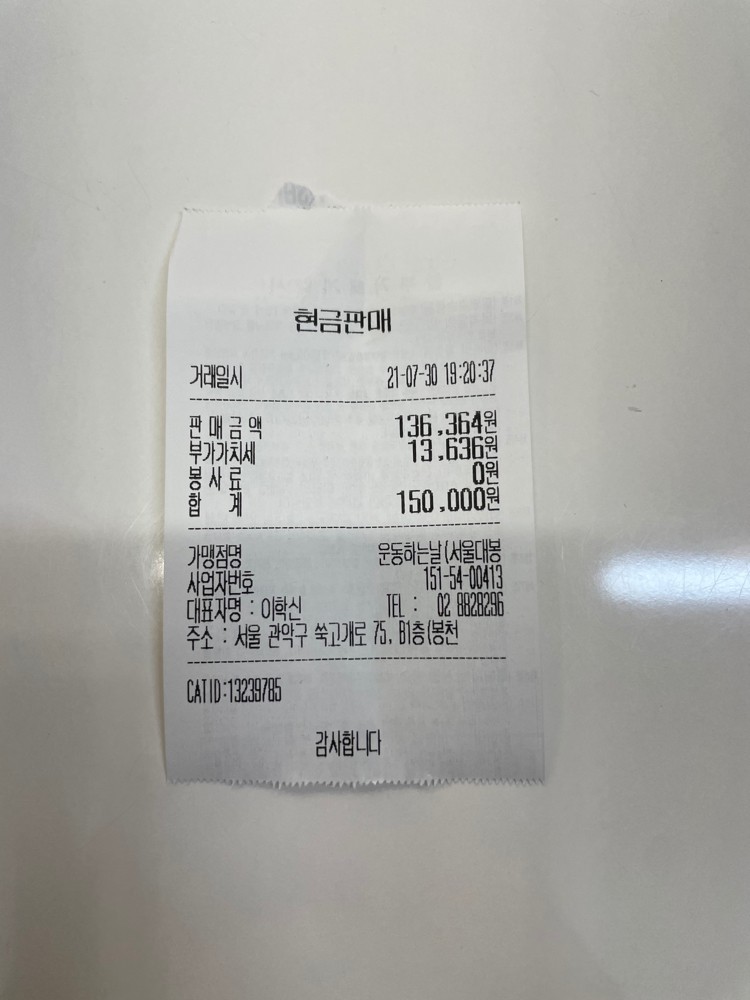 현금판매
거래일시 21-07-30 19:20:37
판 매 금 액 136,364원
부가가치세 13,636원
봉 사 료 0원
합 계 150,000원
가맹점명 운동하는날(서울대봉
사업자번호 151-54-00413
대표자명 : 이학신 TEL : 02 8828296
주소 : 서울 관악구 쑥고개로 75, B1층(봉천
CATID:13239785
감사합니다